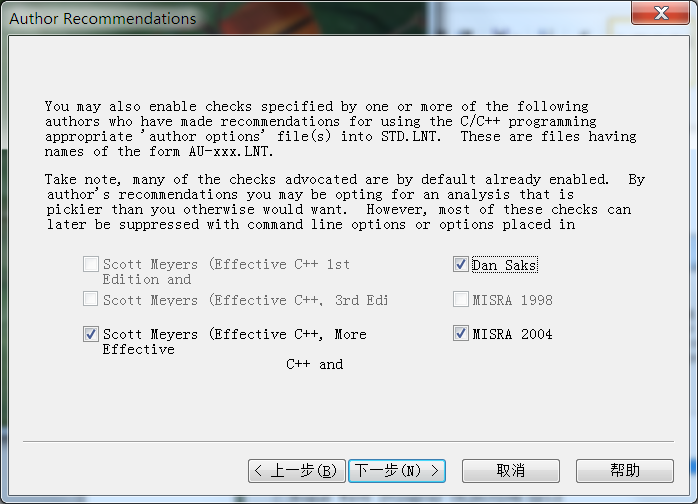 Author Recommendations
You may also enable checks specified by one or more of the following
authors who have made recommendations for using the C/C++ programming
appropriate 'author options' file(s) into STD.LNT.  These are files having
names of the form AU-xxx.LNT.
Take note, many of the checks advocated are by default already enabled.  By
author's recommendations you may be opting for an analysis that is
pickier than you otherwise would want.  However, most of these checks can
later be suppressed with command line options or options placed in
Scott Meyers (Effective C++ 1st
Edition and
Dan Saks
Scott Meyers (Effective C++, 3rd Edi
MISRA 1998
Scott Meyers (Effective C++, More
Effective
MISRA 2004
C++ and
< 上一步(B)
下一步(N) >
取消
帮助